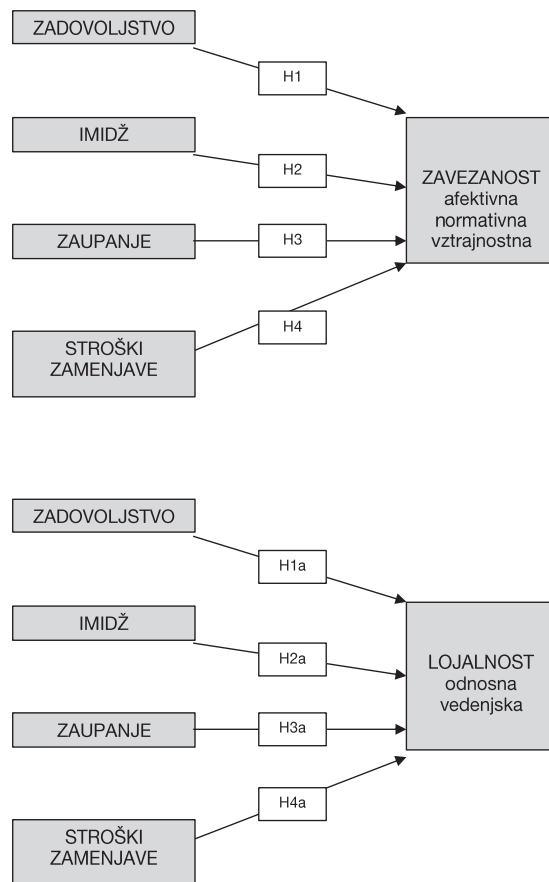 ZADOVOLJSTVO
H1
IMIDŽ
H2
ZAUPANJE
H3
STROŠKI
ZAMENJAVE
H4
ZAVEZANOST
afektivna
normativna
vztrajnostna
ZADOVOLJSTVO
H1a
IMIDŽ
H2a
ZAUPANJE
H3a
STROŠKI
ZAMENJAVE
H4a
LOJALNOST
odnosna
vedenjska